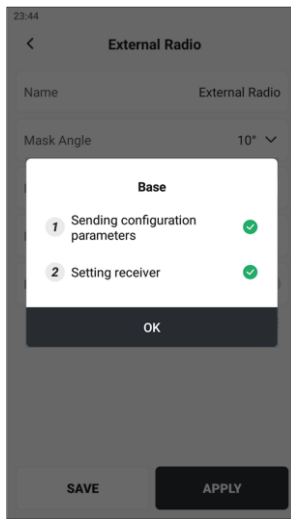 23:44
External Radio
Name External Radio
Mask Angle 10°
Base
1 Sending configuration
parameters
2 Setting receiver
OK
SAVE APPLY